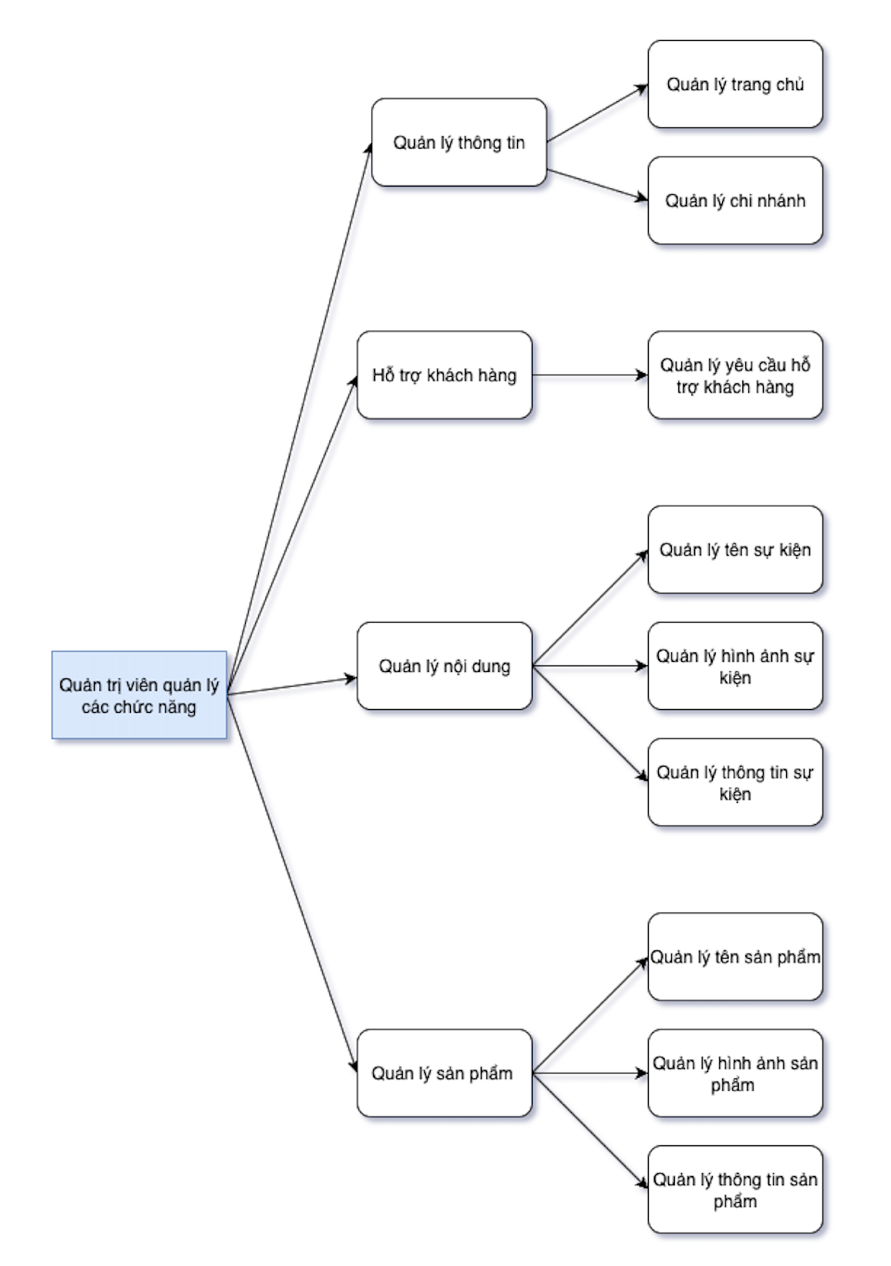 Quản trị viên quản lý
các chức năng
Quản lý thông tin
Quản lý trang chủ
Quản lý chi nhánh
Hỗ trợ khách hàng
Quản lý yêu cầu hỗ
trợ khách hàng
Quản lý nội dung
Quản lý tên sự kiện
Quản lý hình ảnh sự
kiện
Quản lý thông tin sự
kiện
Quản lý sản phẩm
Quản lý tên sản phẩm
Quản lý hình ảnh sản
phẩm
Quản lý thông tin sản
phẩm